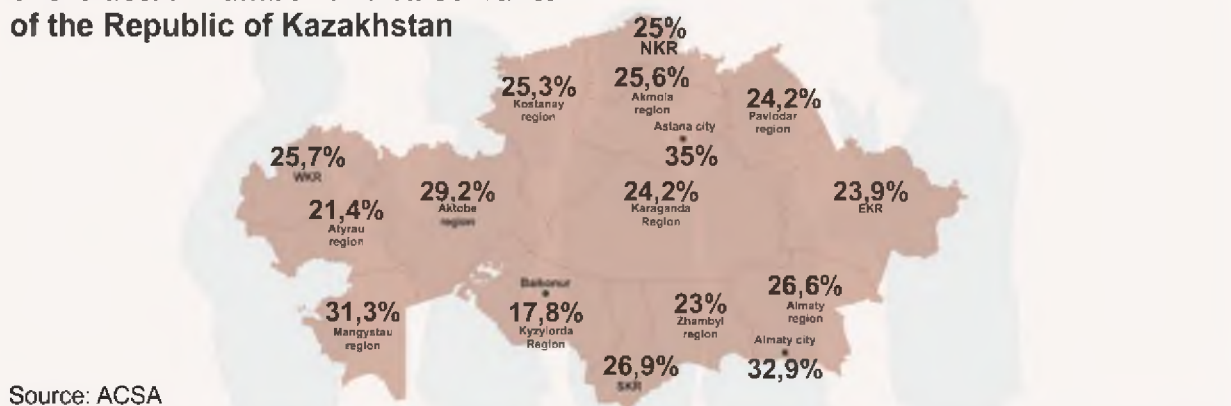 of the Republic of Kazakhstan
25%
NKR
25,3%
Kostanay
region
25,6%
Akmola
region
24,2%
Pavlodar
region
Astana city
35%
25,7%
WKR
29,2%
Aktobe
region
24,2%
Karaganda
Region
23,9%
EKR
21,4%
Atyrau
region
31,3%
Mangystau
region
Baikonur
17,8%
Kyzylorda
Region
23%
Zhambyl
region
26,6%
Almaty
region
Almaty city
32,9%
26,9%
SKR
Source: ACSA